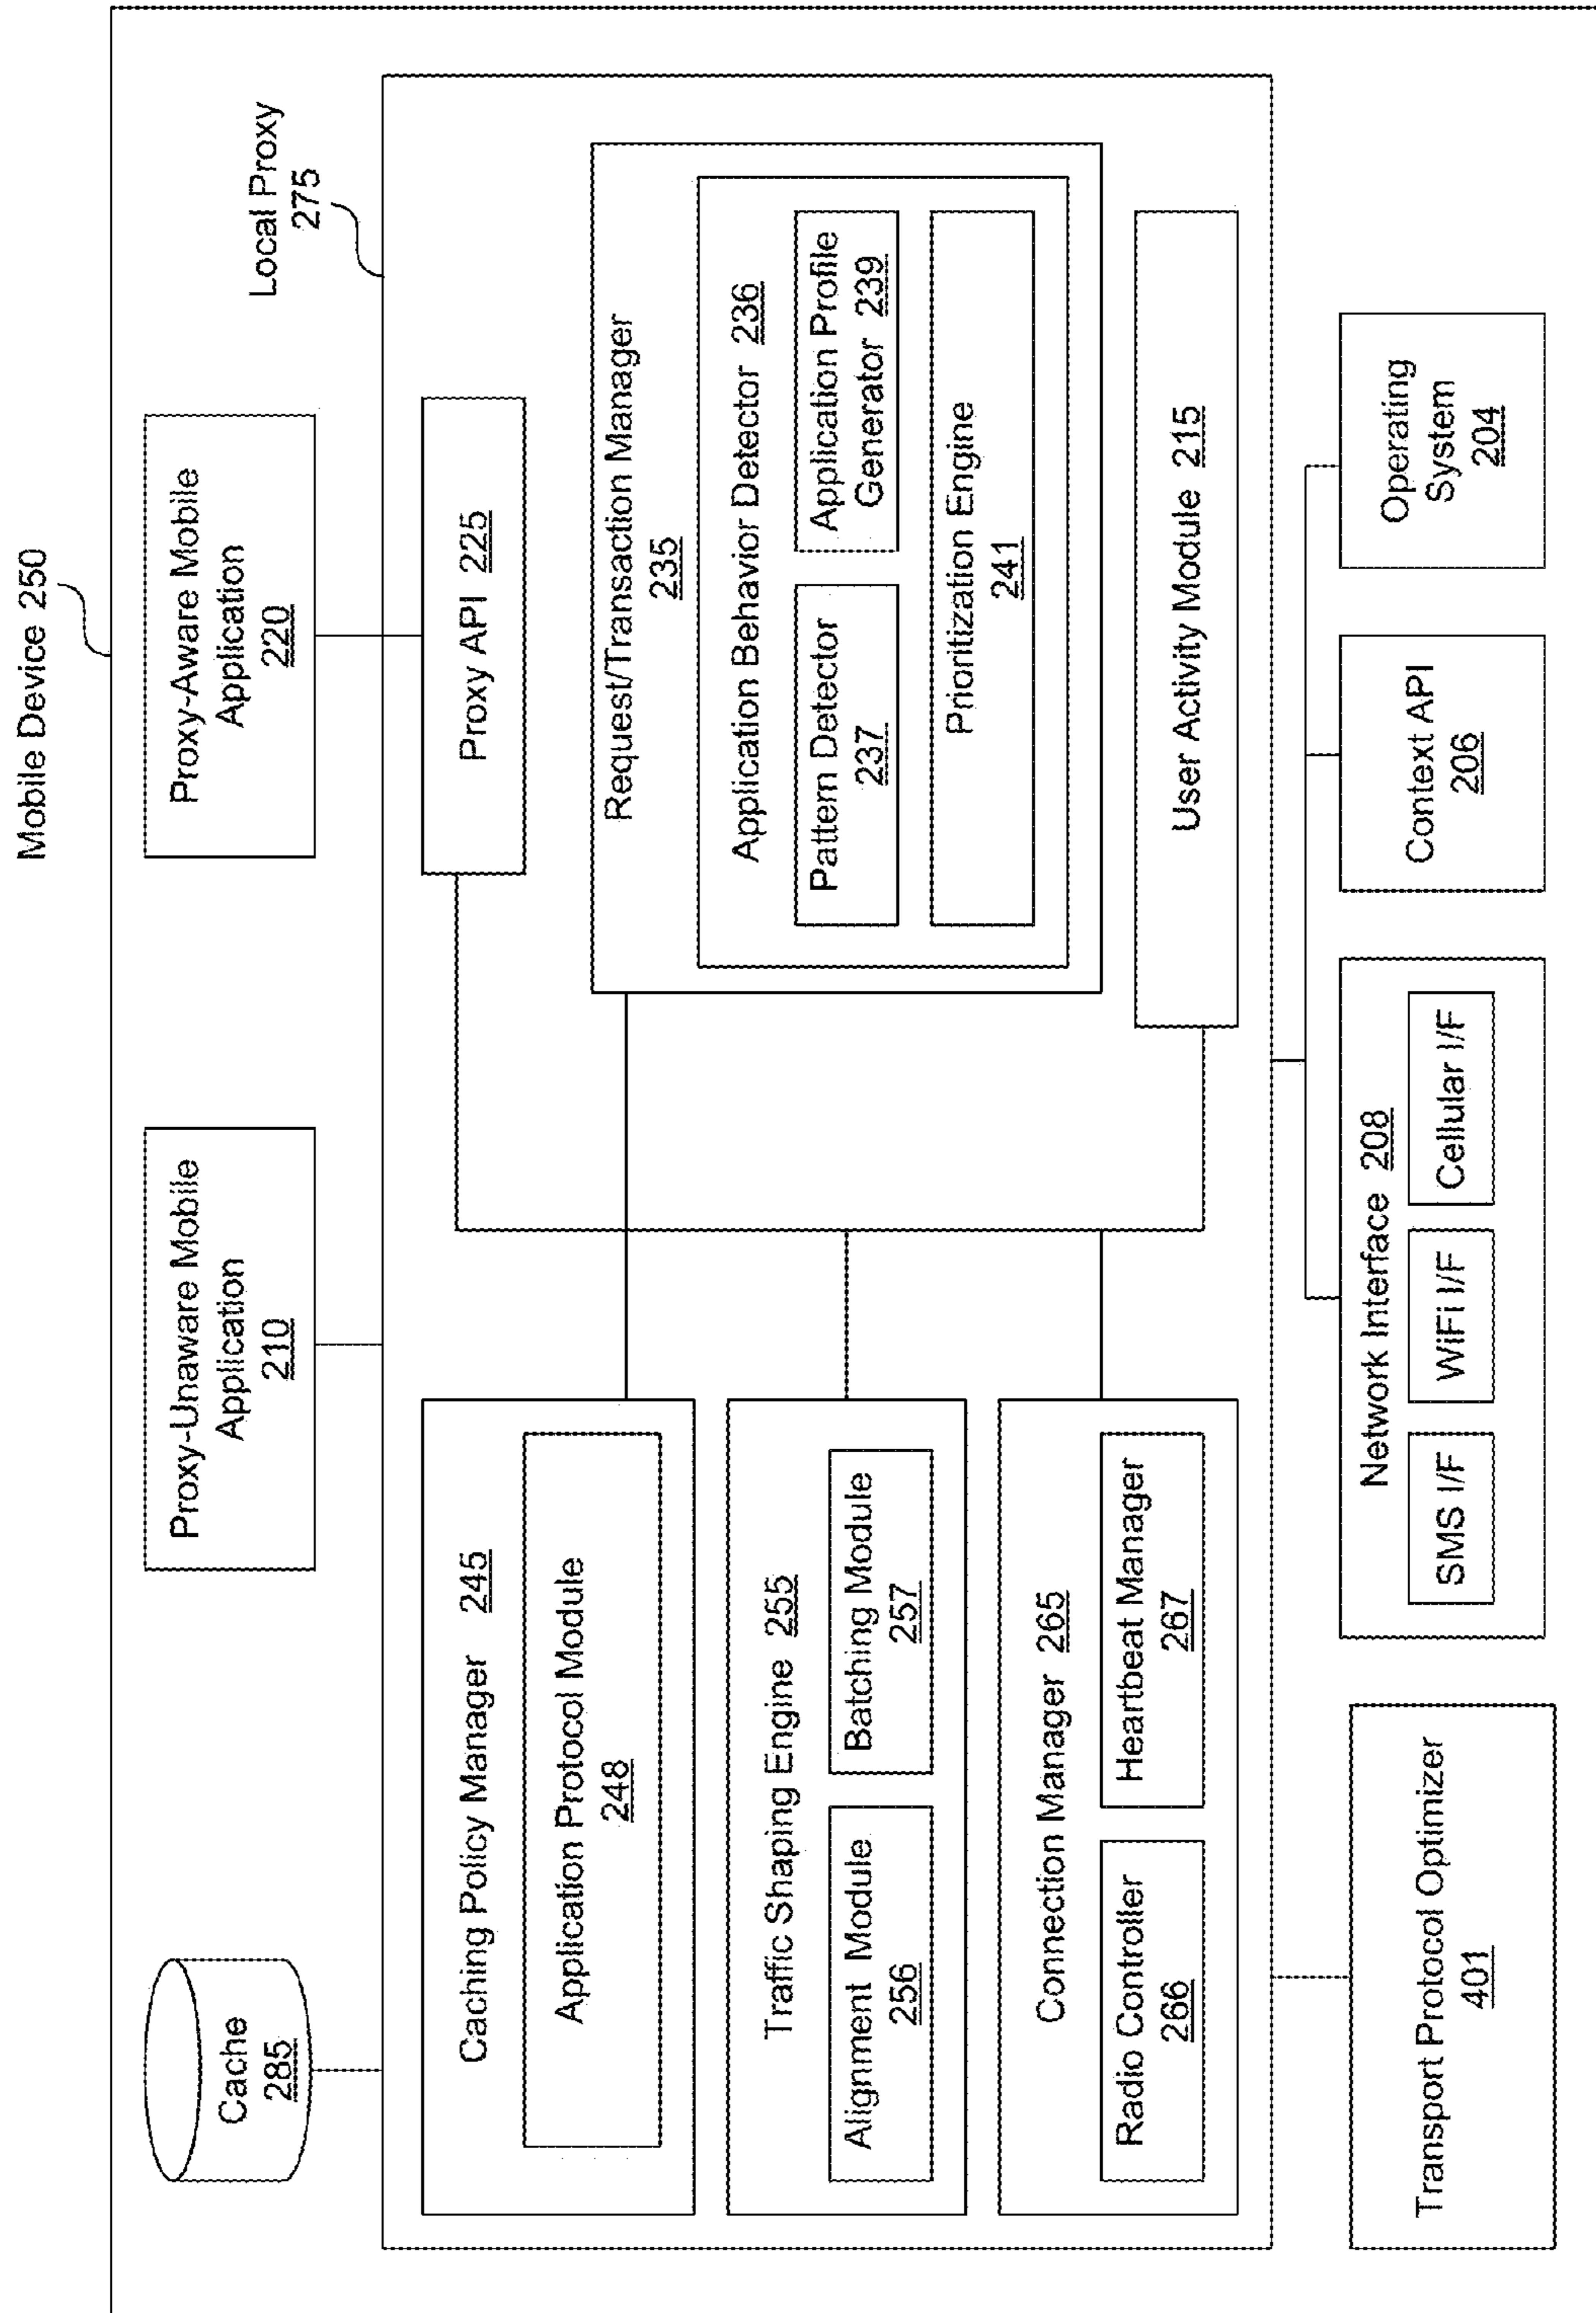 Mobile Device 250
Cache
285
Proxy-Unaware Mobile
Application
210
Proxy-Aware Mobile
Application
220
Local Proxy
275
Caching Policy Manager 245
Application Protocol Module
248
Traffic Shaping Engine 255
Alignment Module
256
Batching Module
257
Connection Manager 265
Radio Controller
266
Heartbeat Manager
267
Proxy API 225
Request/Transaction Manager
235
Application Behavior Detector 236
Pattern Detector
237
Application Profile
Generator 239
Prioritization Engine
241
User Activity Module 215
Transport Protocol Optimizer
401
Network Interface 208
SMS I/F
WiFi I/F
Cellular I/F
Context API
206
Operating
System
204